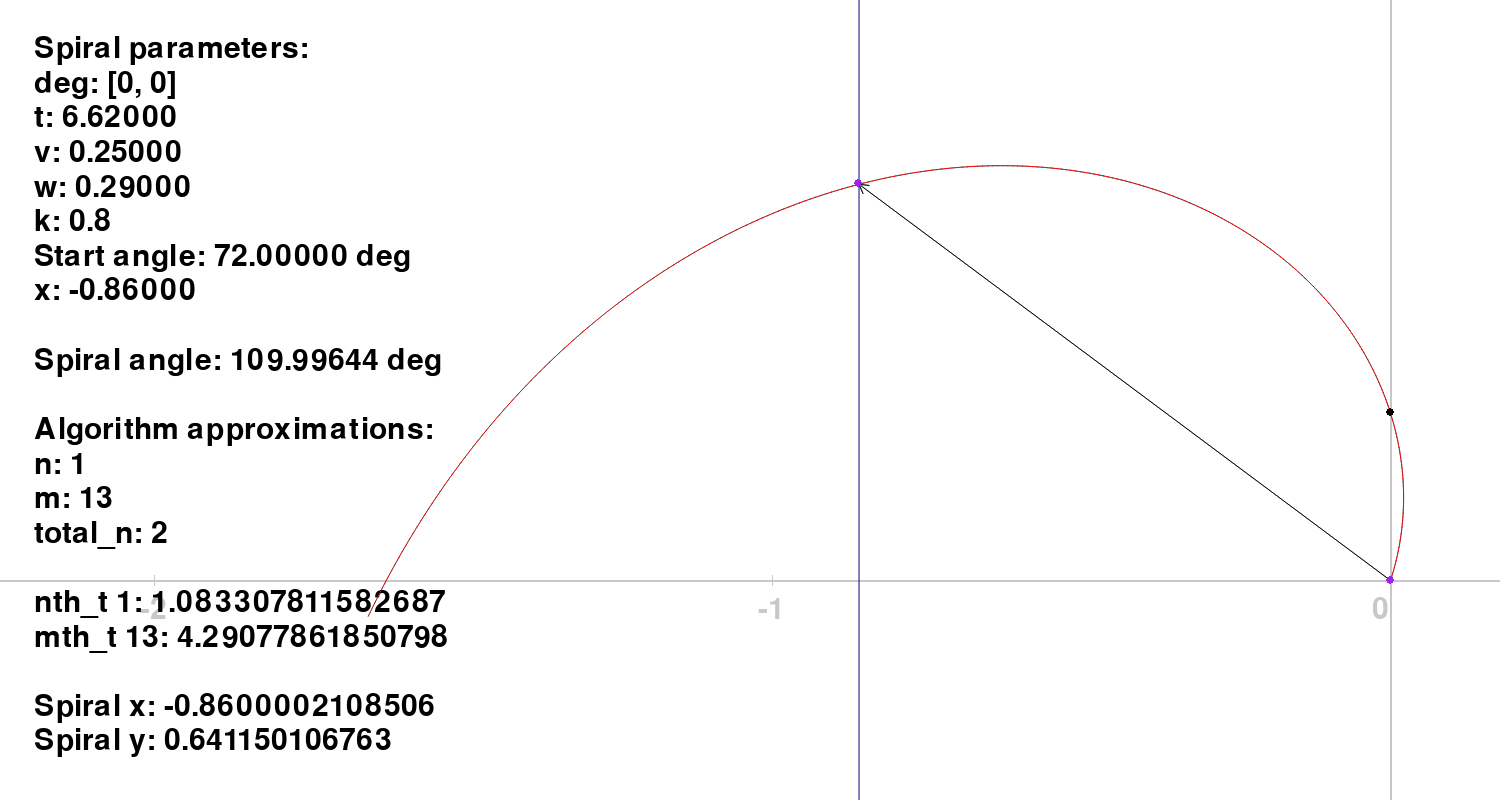 Spiral parameters:
deg: [0, 0]
t: 6.62000
v: 0.25000
w: 0.29000
k: 0.8
Start angle: 72.00000 deg
x: -0.86000
Spiral angle: 109.99644 deg
Algorithm approximations:
n: 1
m: 13
total_n: 2
nth_t 1: 1.083307811582687
mth_t 13: 4.29077861850798
Spiral x: -0.8600002108506
Spiral y: 0.641150106763
-2
-1
0